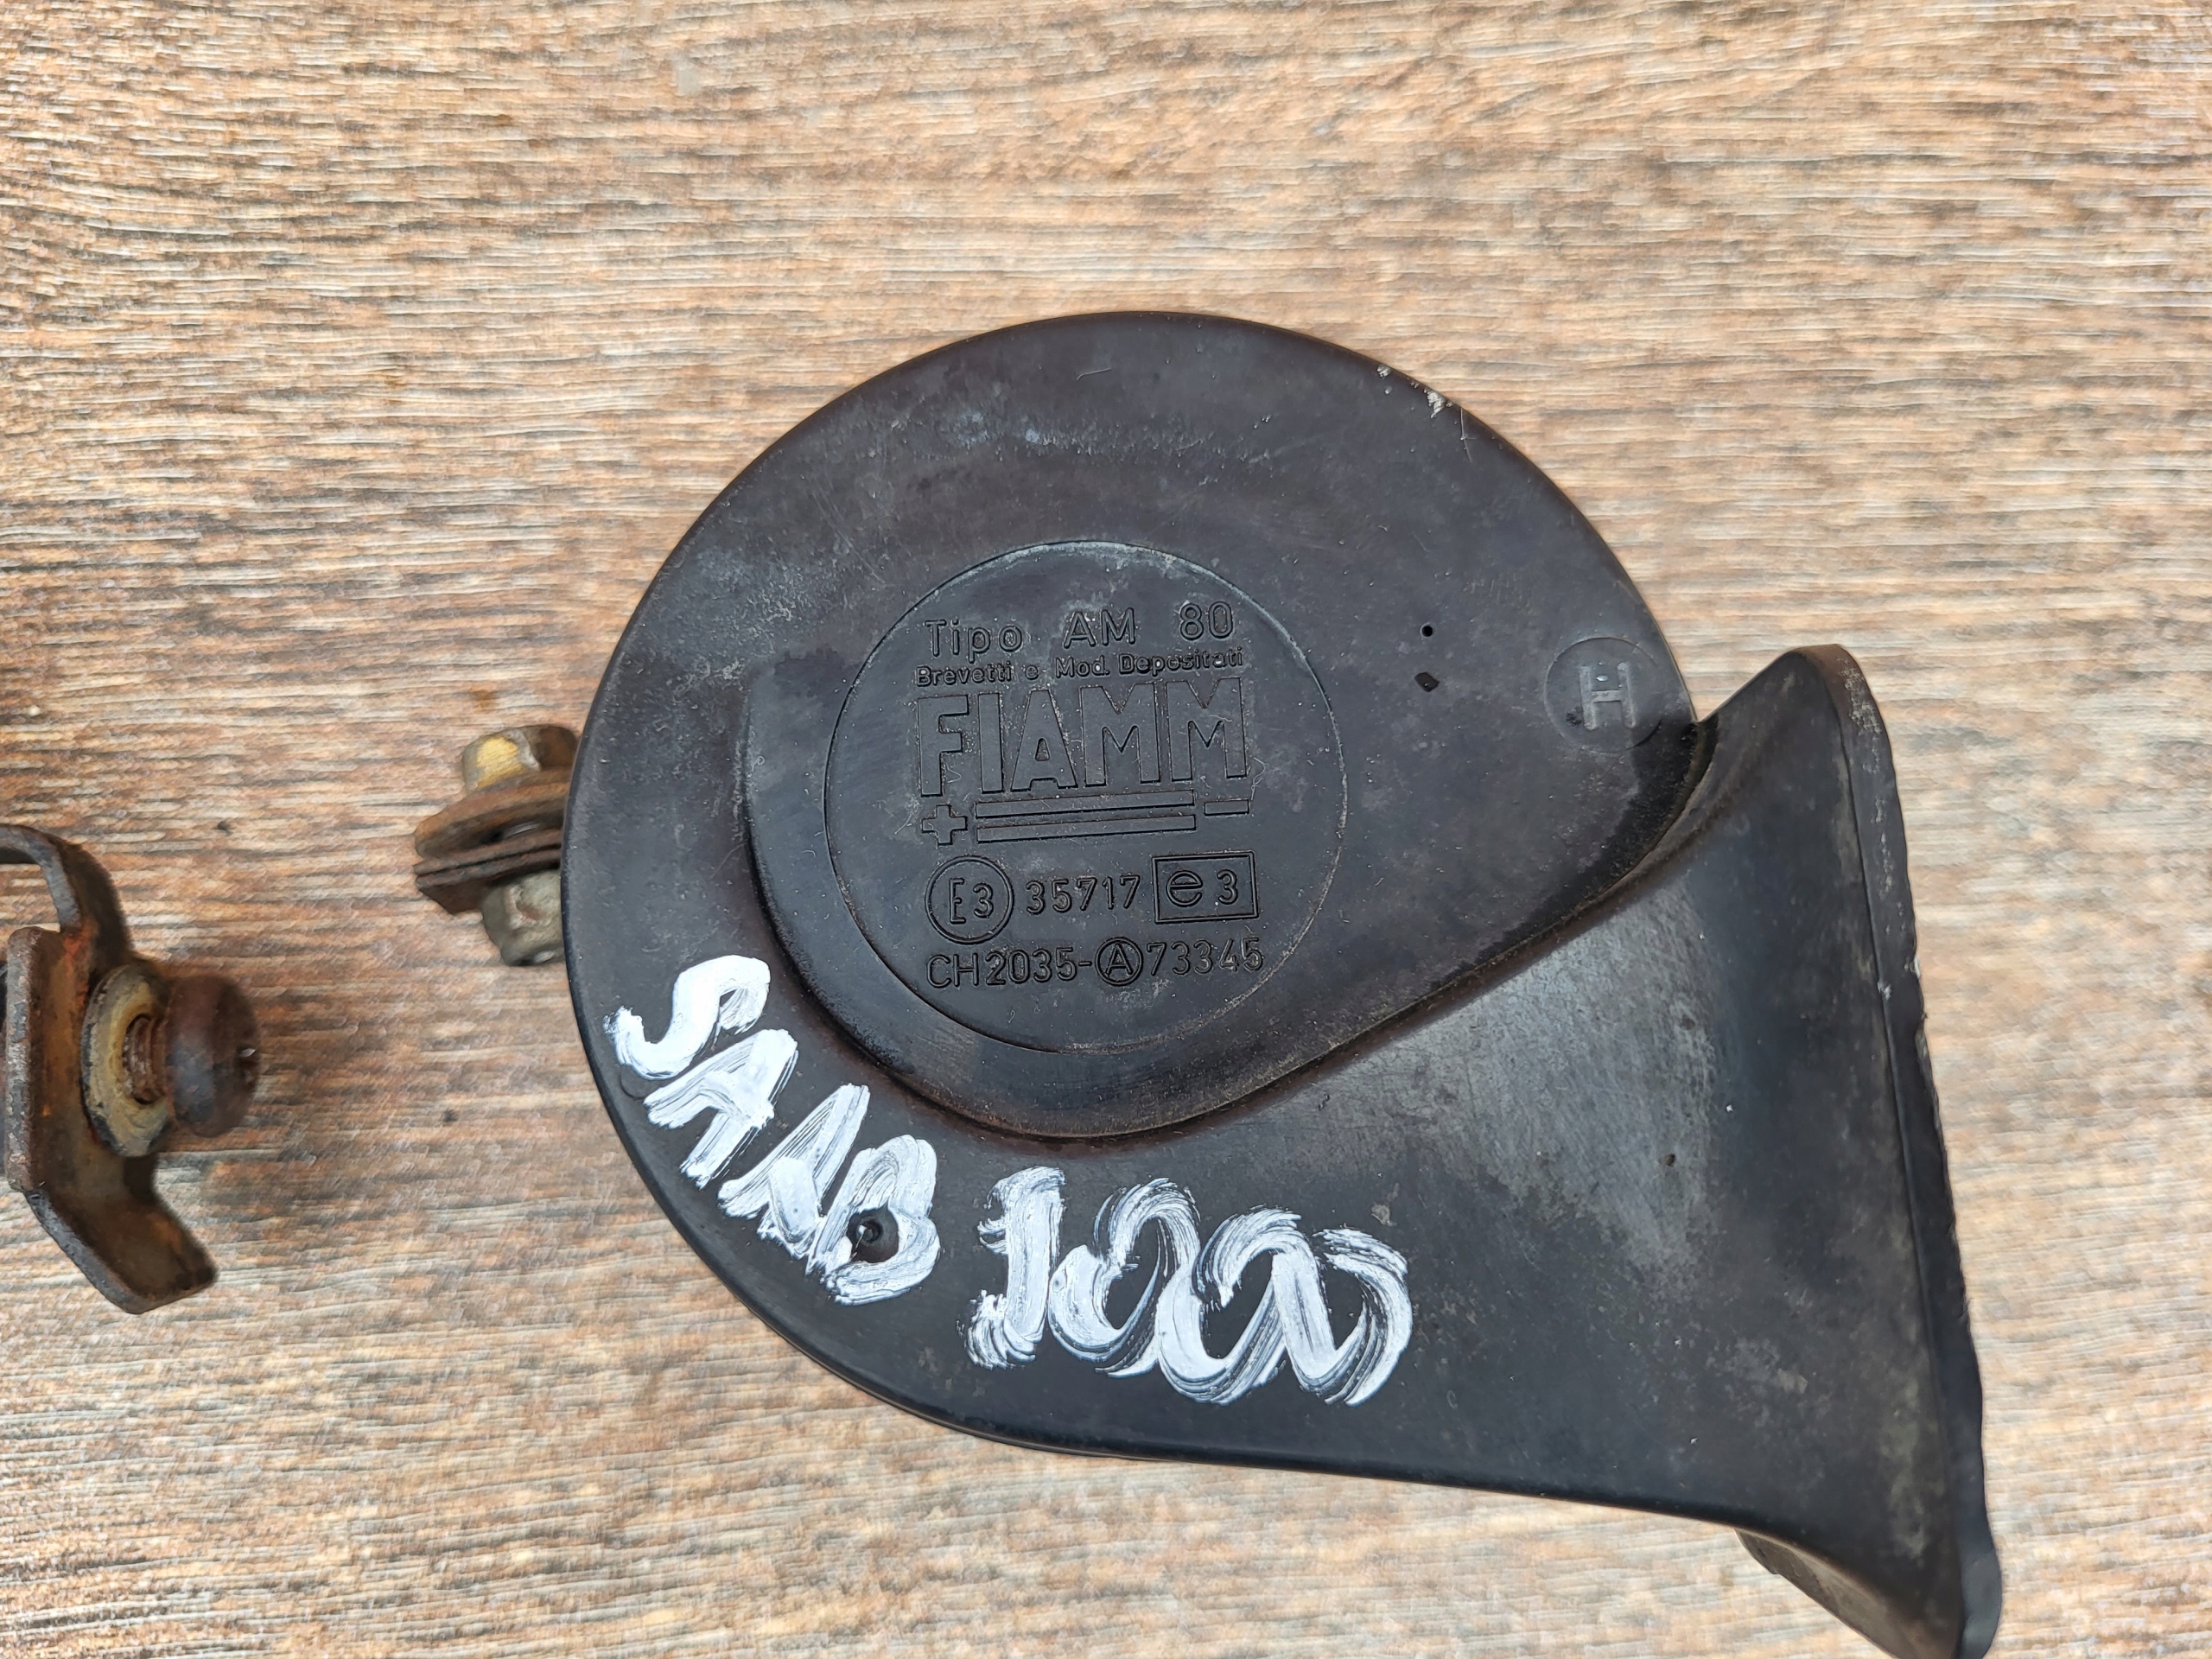 Tipo AM 80
Brevetti e Mod. Depositati
FIAMM
+ -
E3 35717 e3
CH2035-A73345
H
SAAB 1000